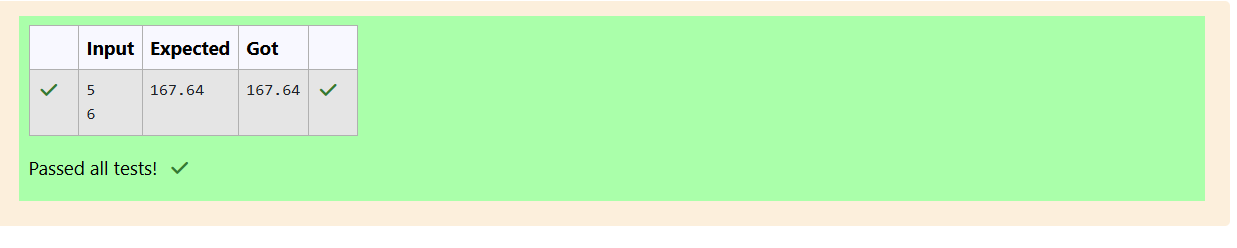 Input Expected Got
5 167.64 167.64
6
Passed all tests!